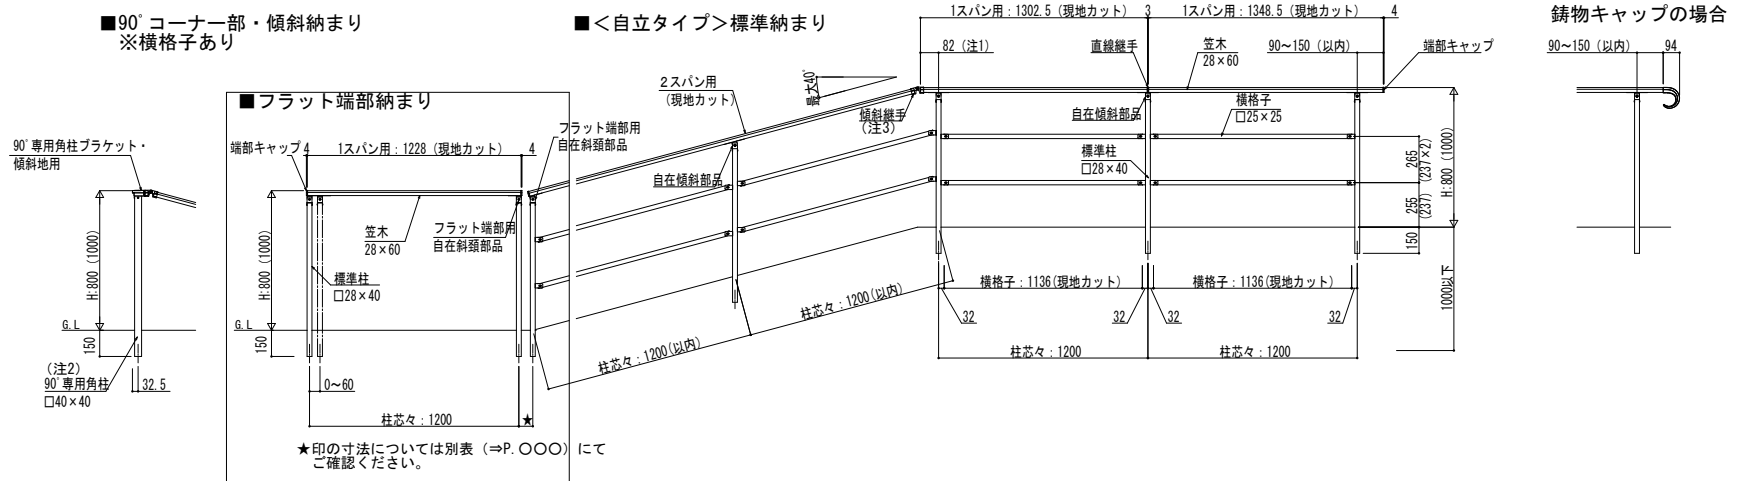 ■90°コーナー部・傾斜納まり
※横格子あり
90°専用角柱ブラケット・
傾斜地用
H:800 (1000)
G.L
150
(注2)
90°専用角柱
□40×40
32.5
■フラット端部納まり
端部キャップ
4
1スパン用：1228 (現地カット)
4
フラット端部用
自在斜頚部品
笠木
28×60
フラット端部用
自在斜頚部品
標準柱
□28×40
H:800 (1000)
G.L
150
0～60
柱芯々：1200
★
★印の寸法については別表 (⇒P.○○○) にて
ご確認ください。
■＜自立タイプ＞標準納まり
2スパン用
(現地カット)
最大40°
自在傾斜部品
傾斜継手
(注3)
柱芯々：1200(以内)
柱芯々：1200(以内)
1スパン用：1302.5 (現地カット)
3
1スパン用：1348.5 (現地カット)
4
82 (注1)
直線継手
笠木
28×60
90～150 (以内)
端部キャップ
自在傾斜部品
横格子
□25×25
標準柱
□28×40
265
(237×2)
255
(237)
150
H:800 (1000)
1000以下
横格子：1136(現地カット)
横格子：1136(現地カット)
32
32
32
32
柱芯々：1200
柱芯々：1200
鋳物キャップの場合
90～150 (以内)
94